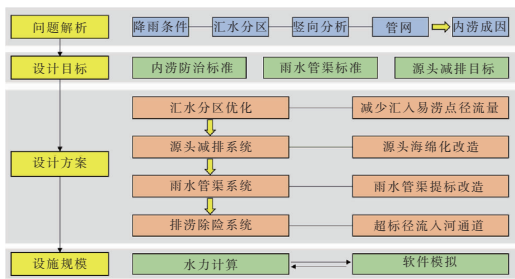 问题解析
降雨条件
汇水分区
竖向分析
管网
内涝成因
设计目标
内涝防治标准
雨水管渠标准
源头减排目标
设计方案
汇水分区优化
减少汇入易涝点径流量
源头减排系统
源头海绵化改造
雨水管渠系统
雨水管渠提标改造
排涝除险系统
超标径流入河通道
设施规模
水力计算
软件模拟